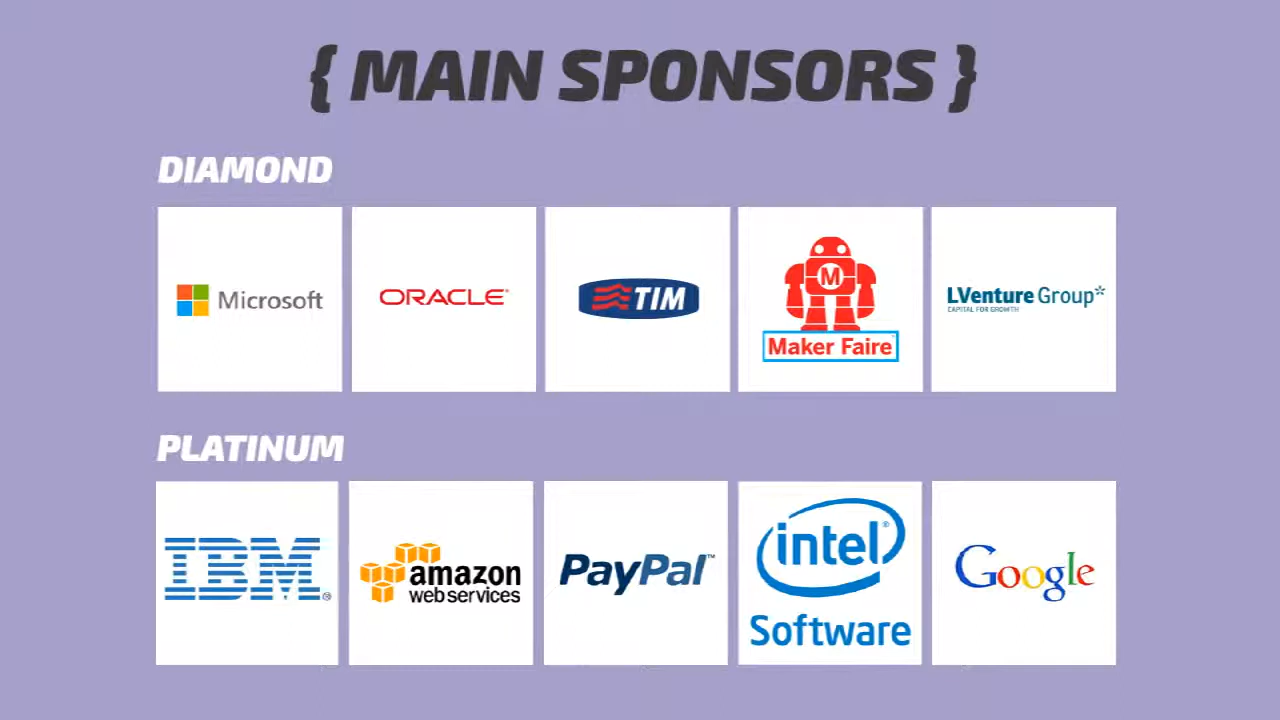 { MAIN SPONSORS }
DIAMOND
Microsoft
ORACLE®
TIM
M
Maker Faire
LVenture Group*
CAPITAL FOR GROWTH
PLATINUM
IBM®
amazon
web services
PayPal™
intel®
Software
Google